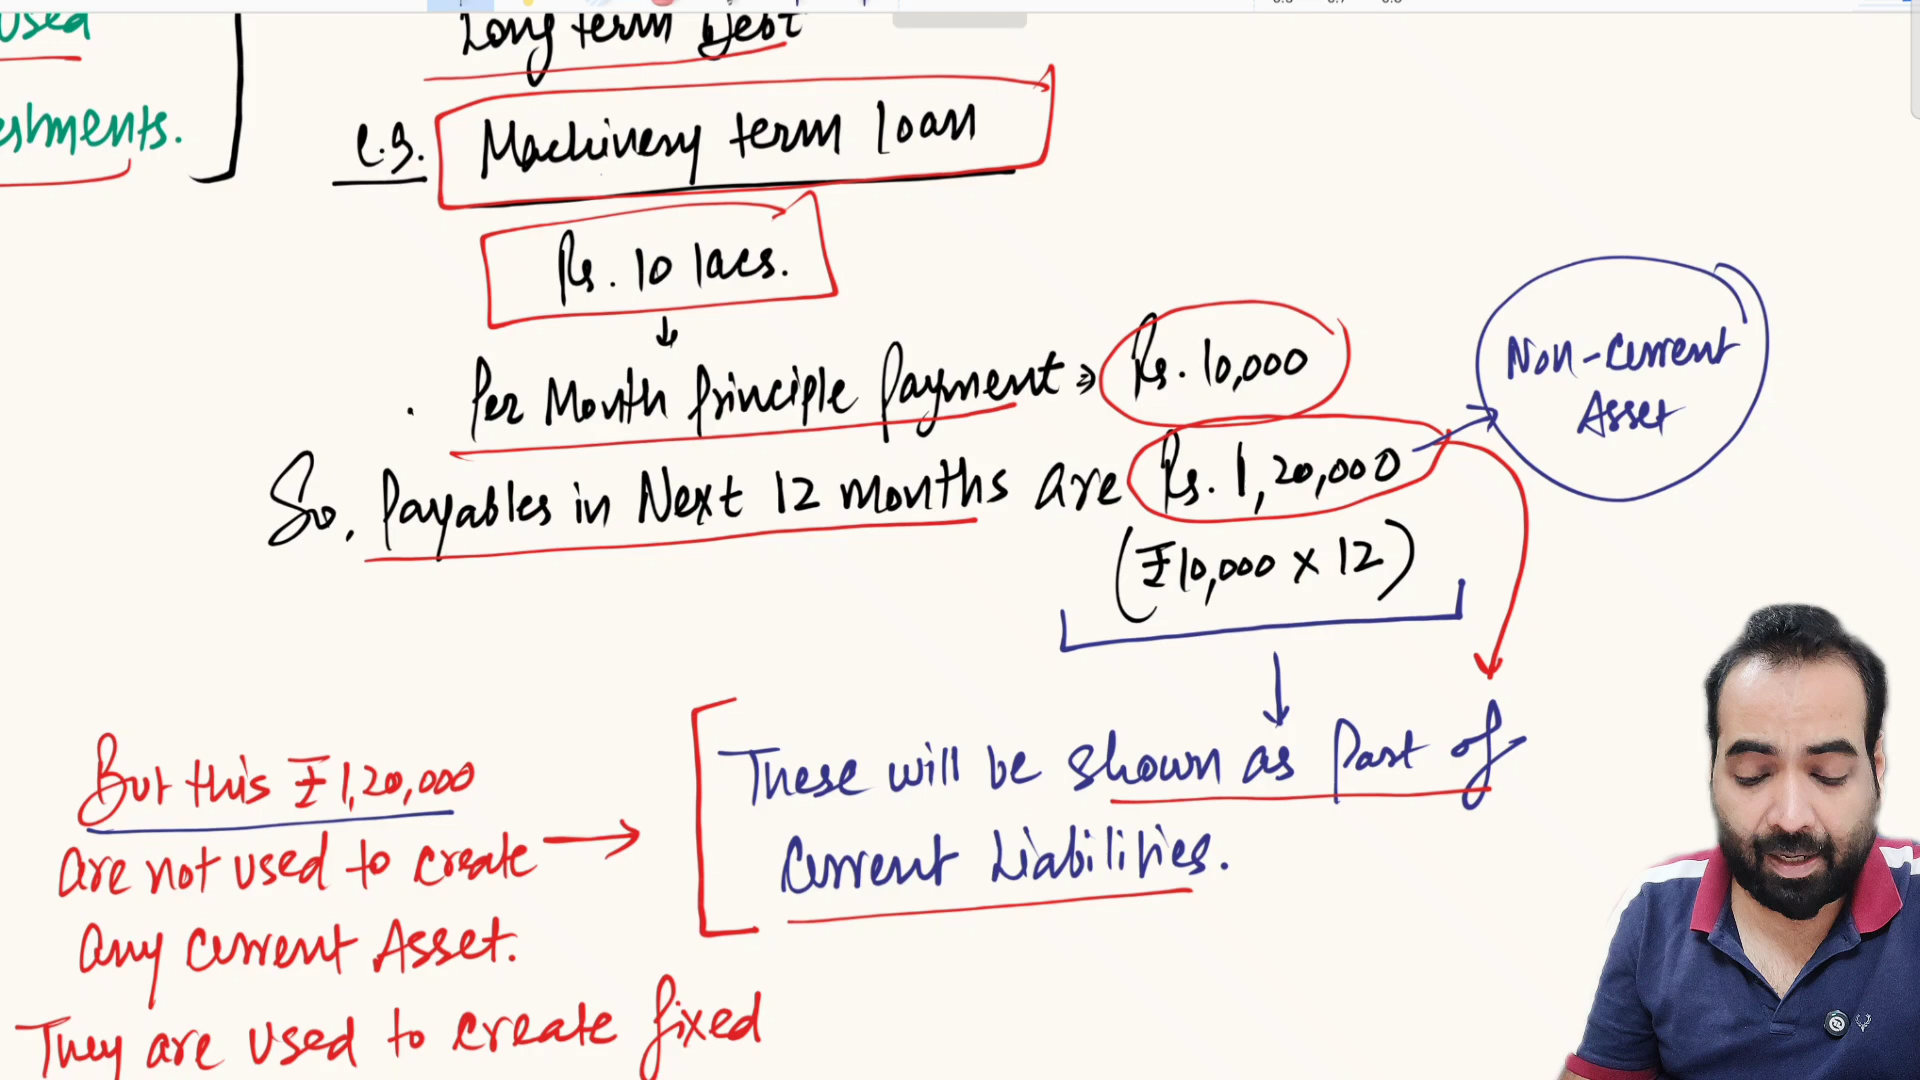 used
Long term Debt
estments.
e.g. Machinery term loan
Rs. 10 lacs.
Per Month Principle Payment ⇒ Rs. 10,000
Non-Current
Asset
So, Payables in Next 12 months are Rs. 1,20,000
(₹10,000 × 12)
These will be shown as Part of
Current Liabilities.
But this ₹1,20,000
are not used to create
any Current Asset.
They are used to create fixed